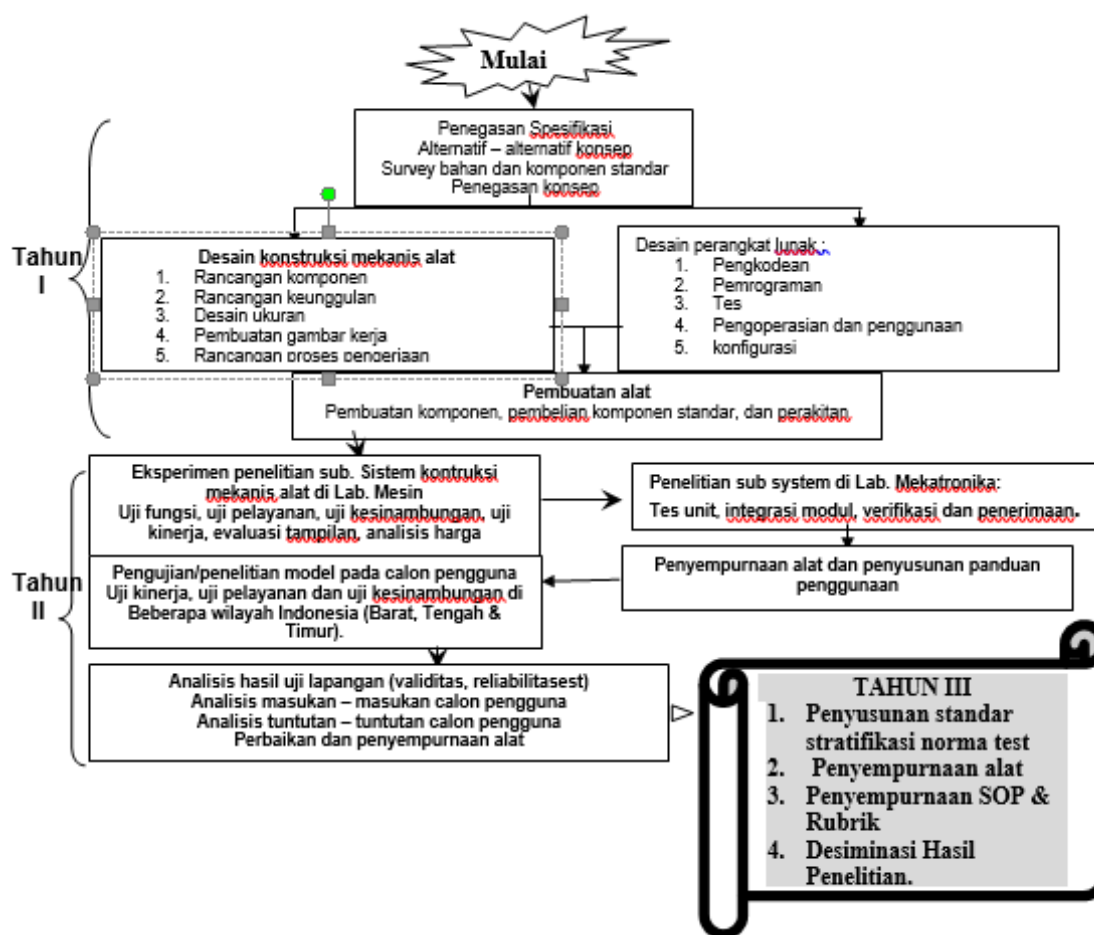 Mulai
Penegasan Spesifikasi
Alternatif – alternatif konsep
Survey bahan dan komponen standar
Penegasan konsep
Tahun
I
Desain konstruksi mekanis alat
1. Rancangan komponen
2. Rancangan keunggulan
3. Desain ukuran
4. Pembuatan gambar kerja
5. Rancangan proses pengerjaan
Desain perangkat lunak :
1. Pengkodean
2. Pemrograman
3. Tes
4. Pengoperasian dan penggunaan
5. konfigurasi
Pembuatan alat
Pembuatan komponen, pembelian komponen standar, dan perakitan
Tahun
II
Eksperimen penelitian sub. Sistem kontruksi
mekanis alat di Lab. Mesin
Uji fungsi, uji pelayanan, uji kesinambungan, uji
kinerja, evaluasi tampilan, analisis harga
Penelitian sub system di Lab. Mekatronika:
Tes unit, integrasi modul, verifikasi dan penerimaan.
Penyempurnaan alat dan penyusunan panduan
penggunaan
Pengujian/penelitian model pada calon pengguna
Uji kinerja, uji pelayanan dan uji kesinambungan di
Beberapa wilayah Indonesia (Barat, Tengah &
Timur).
Analisis hasil uji lapangan (validitas, reliabilitasest)
Analisis masukan – masukan calon pengguna
Analisis tuntutan – tuntutan calon pengguna
Perbaikan dan penyempurnaan alat
TAHUN III
1. Penyusunan standar
stratifikasi norma test
2. Penyempurnaan alat
3. Penyempurnaan SOP &
Rubrik
4. Desiminasi Hasil
Penelitian.